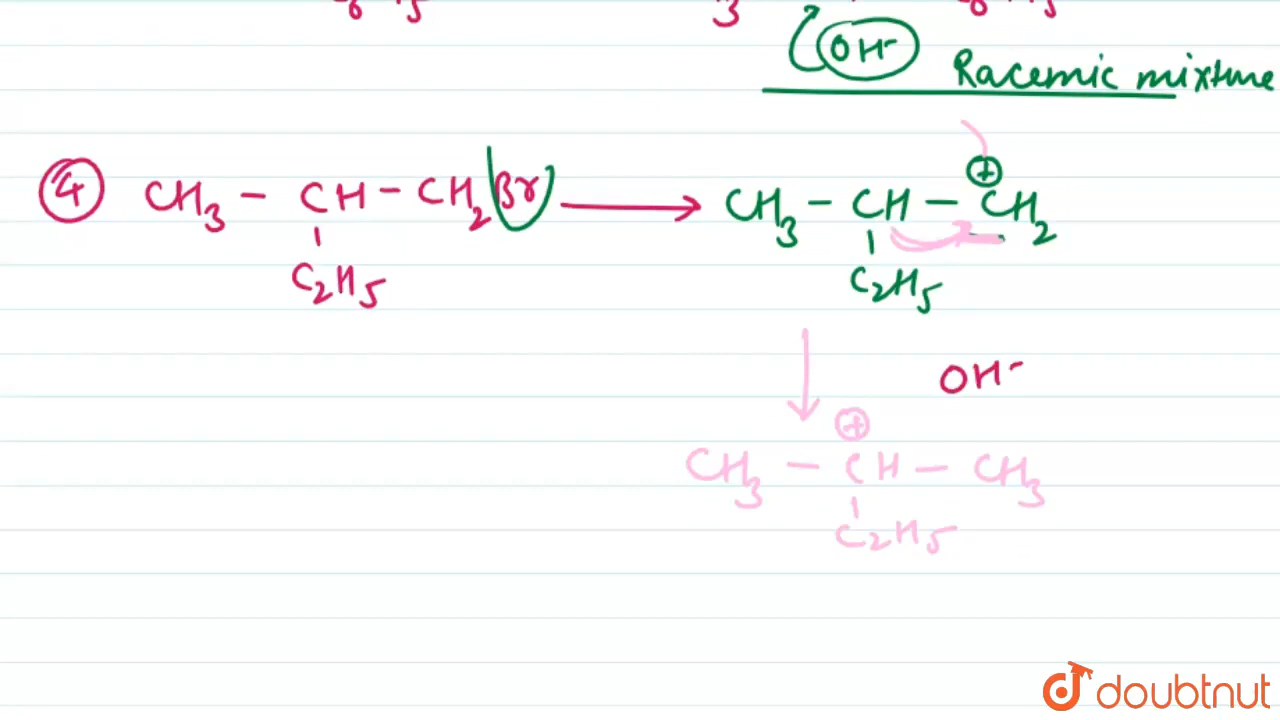 OH-
Racemic mixture
4 CH3 - CH - CH2Br → CH3 - CH - CH2
+
C2H5 C2H5
OH-
+
CH3 - CH - CH3
C2H5
doubtnut